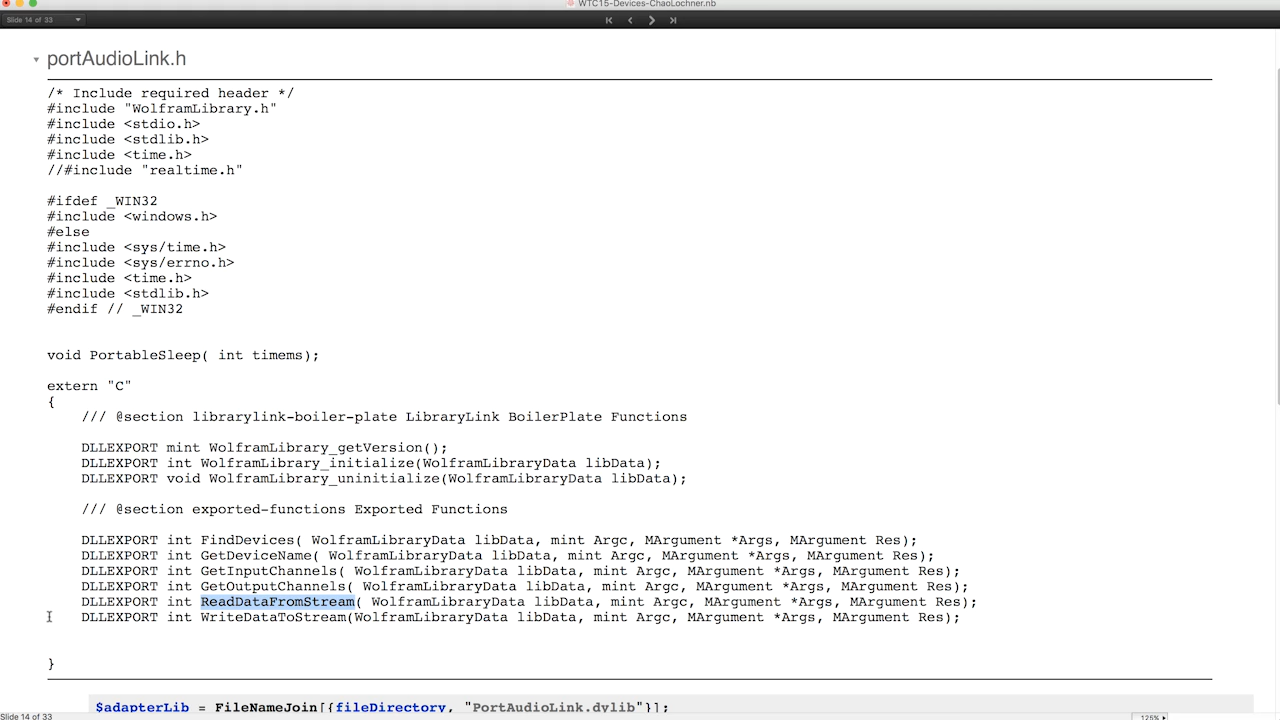 WTC15-Devices-ChaoLochner.nb
Slide 14 of 33
portAudioLink.h
/* Include required header */
#include "WolframLibrary.h"
#include <stdio.h>
#include <stdlib.h>
#include <time.h>
//#include "realtime.h"
#ifdef _WIN32
#include <windows.h>
#else
#include <sys/time.h>
#include <sys/errno.h>
#include <time.h>
#include <stdlib.h>
#endif // _WIN32
void PortableSleep( int timems);
extern "C"
{
/// @section librarylink-boiler-plate LibraryLink BoilerPlate Functions
DLLEXPORT mint WolframLibrary_getVersion();
DLLEXPORT int WolframLibrary_initialize(WolframLibraryData libData);
DLLEXPORT void WolframLibrary_uninitialize(WolframLibraryData libData);
/// @section exported-functions Exported Functions
DLLEXPORT int FindDevices( WolframLibraryData libData, mint Argc, MArgument *Args, MArgument Res);
DLLEXPORT int GetDeviceName( WolframLibraryData libData, mint Argc, MArgument *Args, MArgument Res);
DLLEXPORT int GetInputChannels( WolframLibraryData libData, mint Argc, MArgument *Args, MArgument Res);
DLLEXPORT int GetOutputChannels( WolframLibraryData libData, mint Argc, MArgument *Args, MArgument Res);
DLLEXPORT int ReadDataFromStream( WolframLibraryData libData, mint Argc, MArgument *Args, MArgument Res);
DLLEXPORT int WriteDataToStream(WolframLibraryData libData, mint Argc, MArgument *Args, MArgument Res);
}
$adapterLib = FileNameJoin[{fileDirectory, "PortAudioLink.dylib"}];
Slide 14 of 33
125%